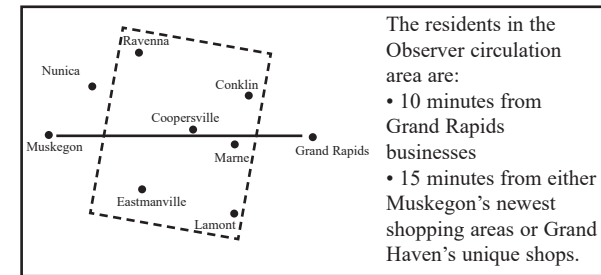 Ravenna
Nunica
Conklin
Coopersville
Muskegon
Marne
Grand Rapids
Eastmanville
Lamont
The residents in the
Observer circulation
area are:
• 10 minutes from
Grand Rapids
businesses
• 15 minutes from either
Muskegon’s newest
shopping areas or Grand
Haven’s unique shops.